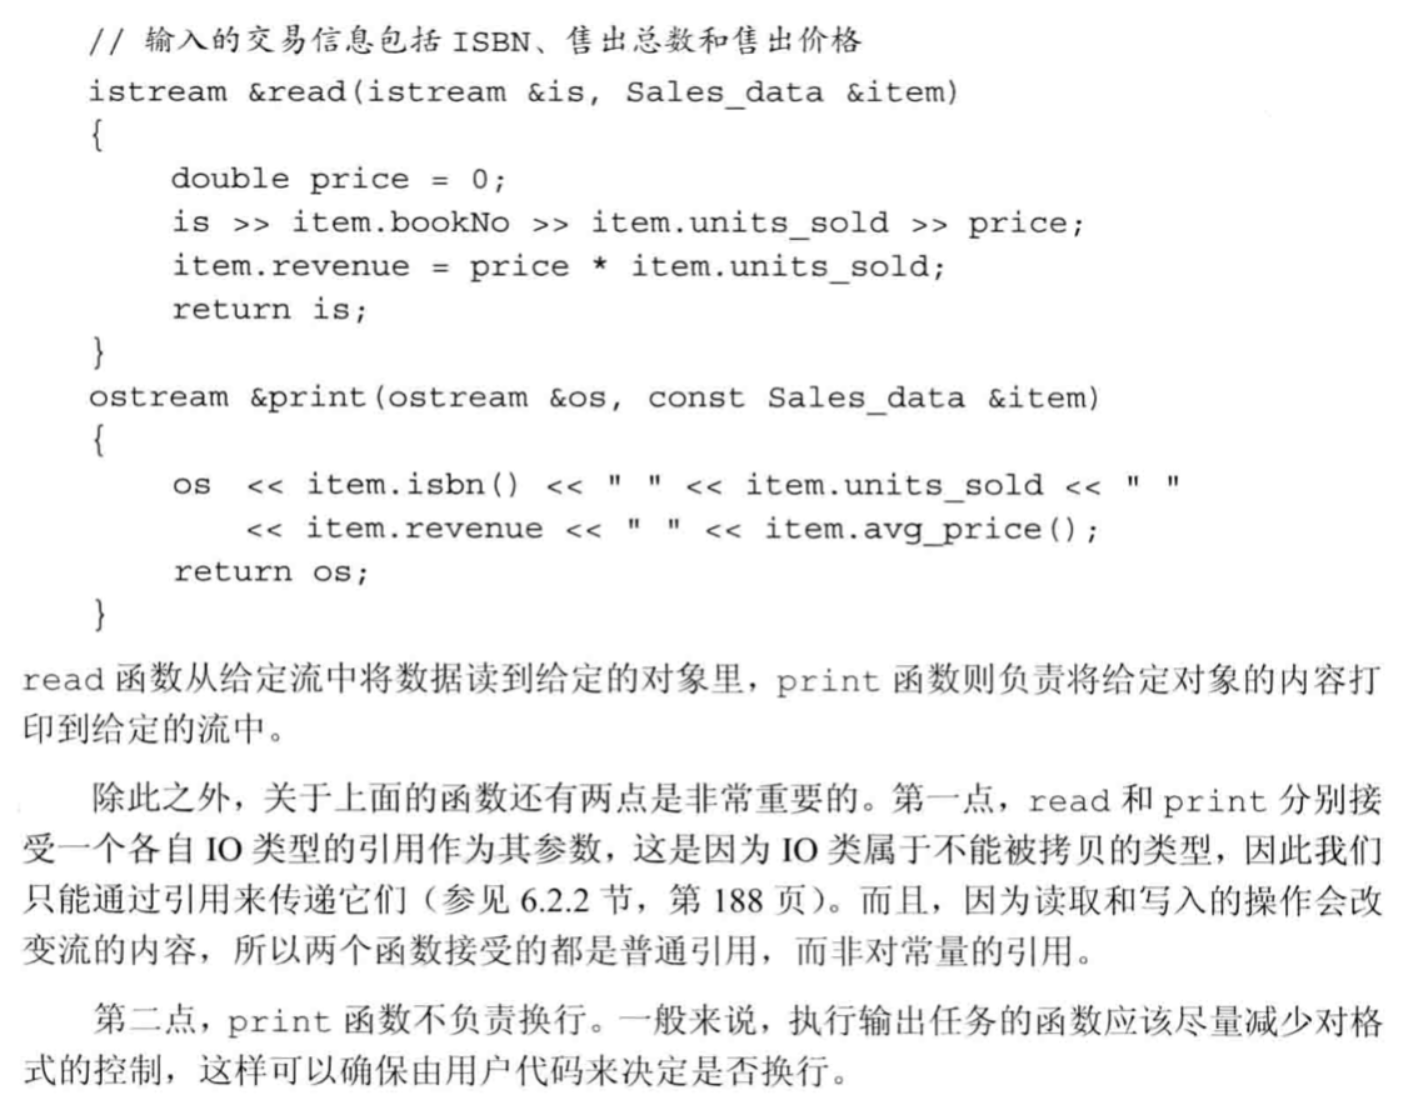 // 输入的交易信息包括 ISBN、售出总数和售出价格
istream &read(istream &is, Sales_data &item)
{
    double price = 0;
    is >> item.bookNo >> item.units_sold >> price;
    item.revenue = price * item.units_sold;
    return is;
}
ostream &print(ostream &os, const Sales_data &item)
{
    os << item.isbn() << " " << item.units_sold << " "
       << item.revenue << " " << item.avg_price();
    return os;
}
read 函数从给定流中将数据读到给定的对象里，print 函数则负责将给定对象的内容打
印到给定的流中。
除此之外，关于上面的函数还有两点是非常重要的。第一点，read 和 print 分别接
受一个各自 IO 类型的引用作为其参数，这是因为 IO 类属于不能被拷贝的类型，因此我们
只能通过引用来传递它们（参见 6.2.2 节，第 188 页）。而且，因为读取和写入的操作会改
变流的内容，所以两个函数接受的都是普通引用，而非对常量的引用。
第二点，print 函数不负责换行。一般来说，执行输出任务的函数应该尽量减少对格
式的控制，这样可以确保由用户代码来决定是否换行。